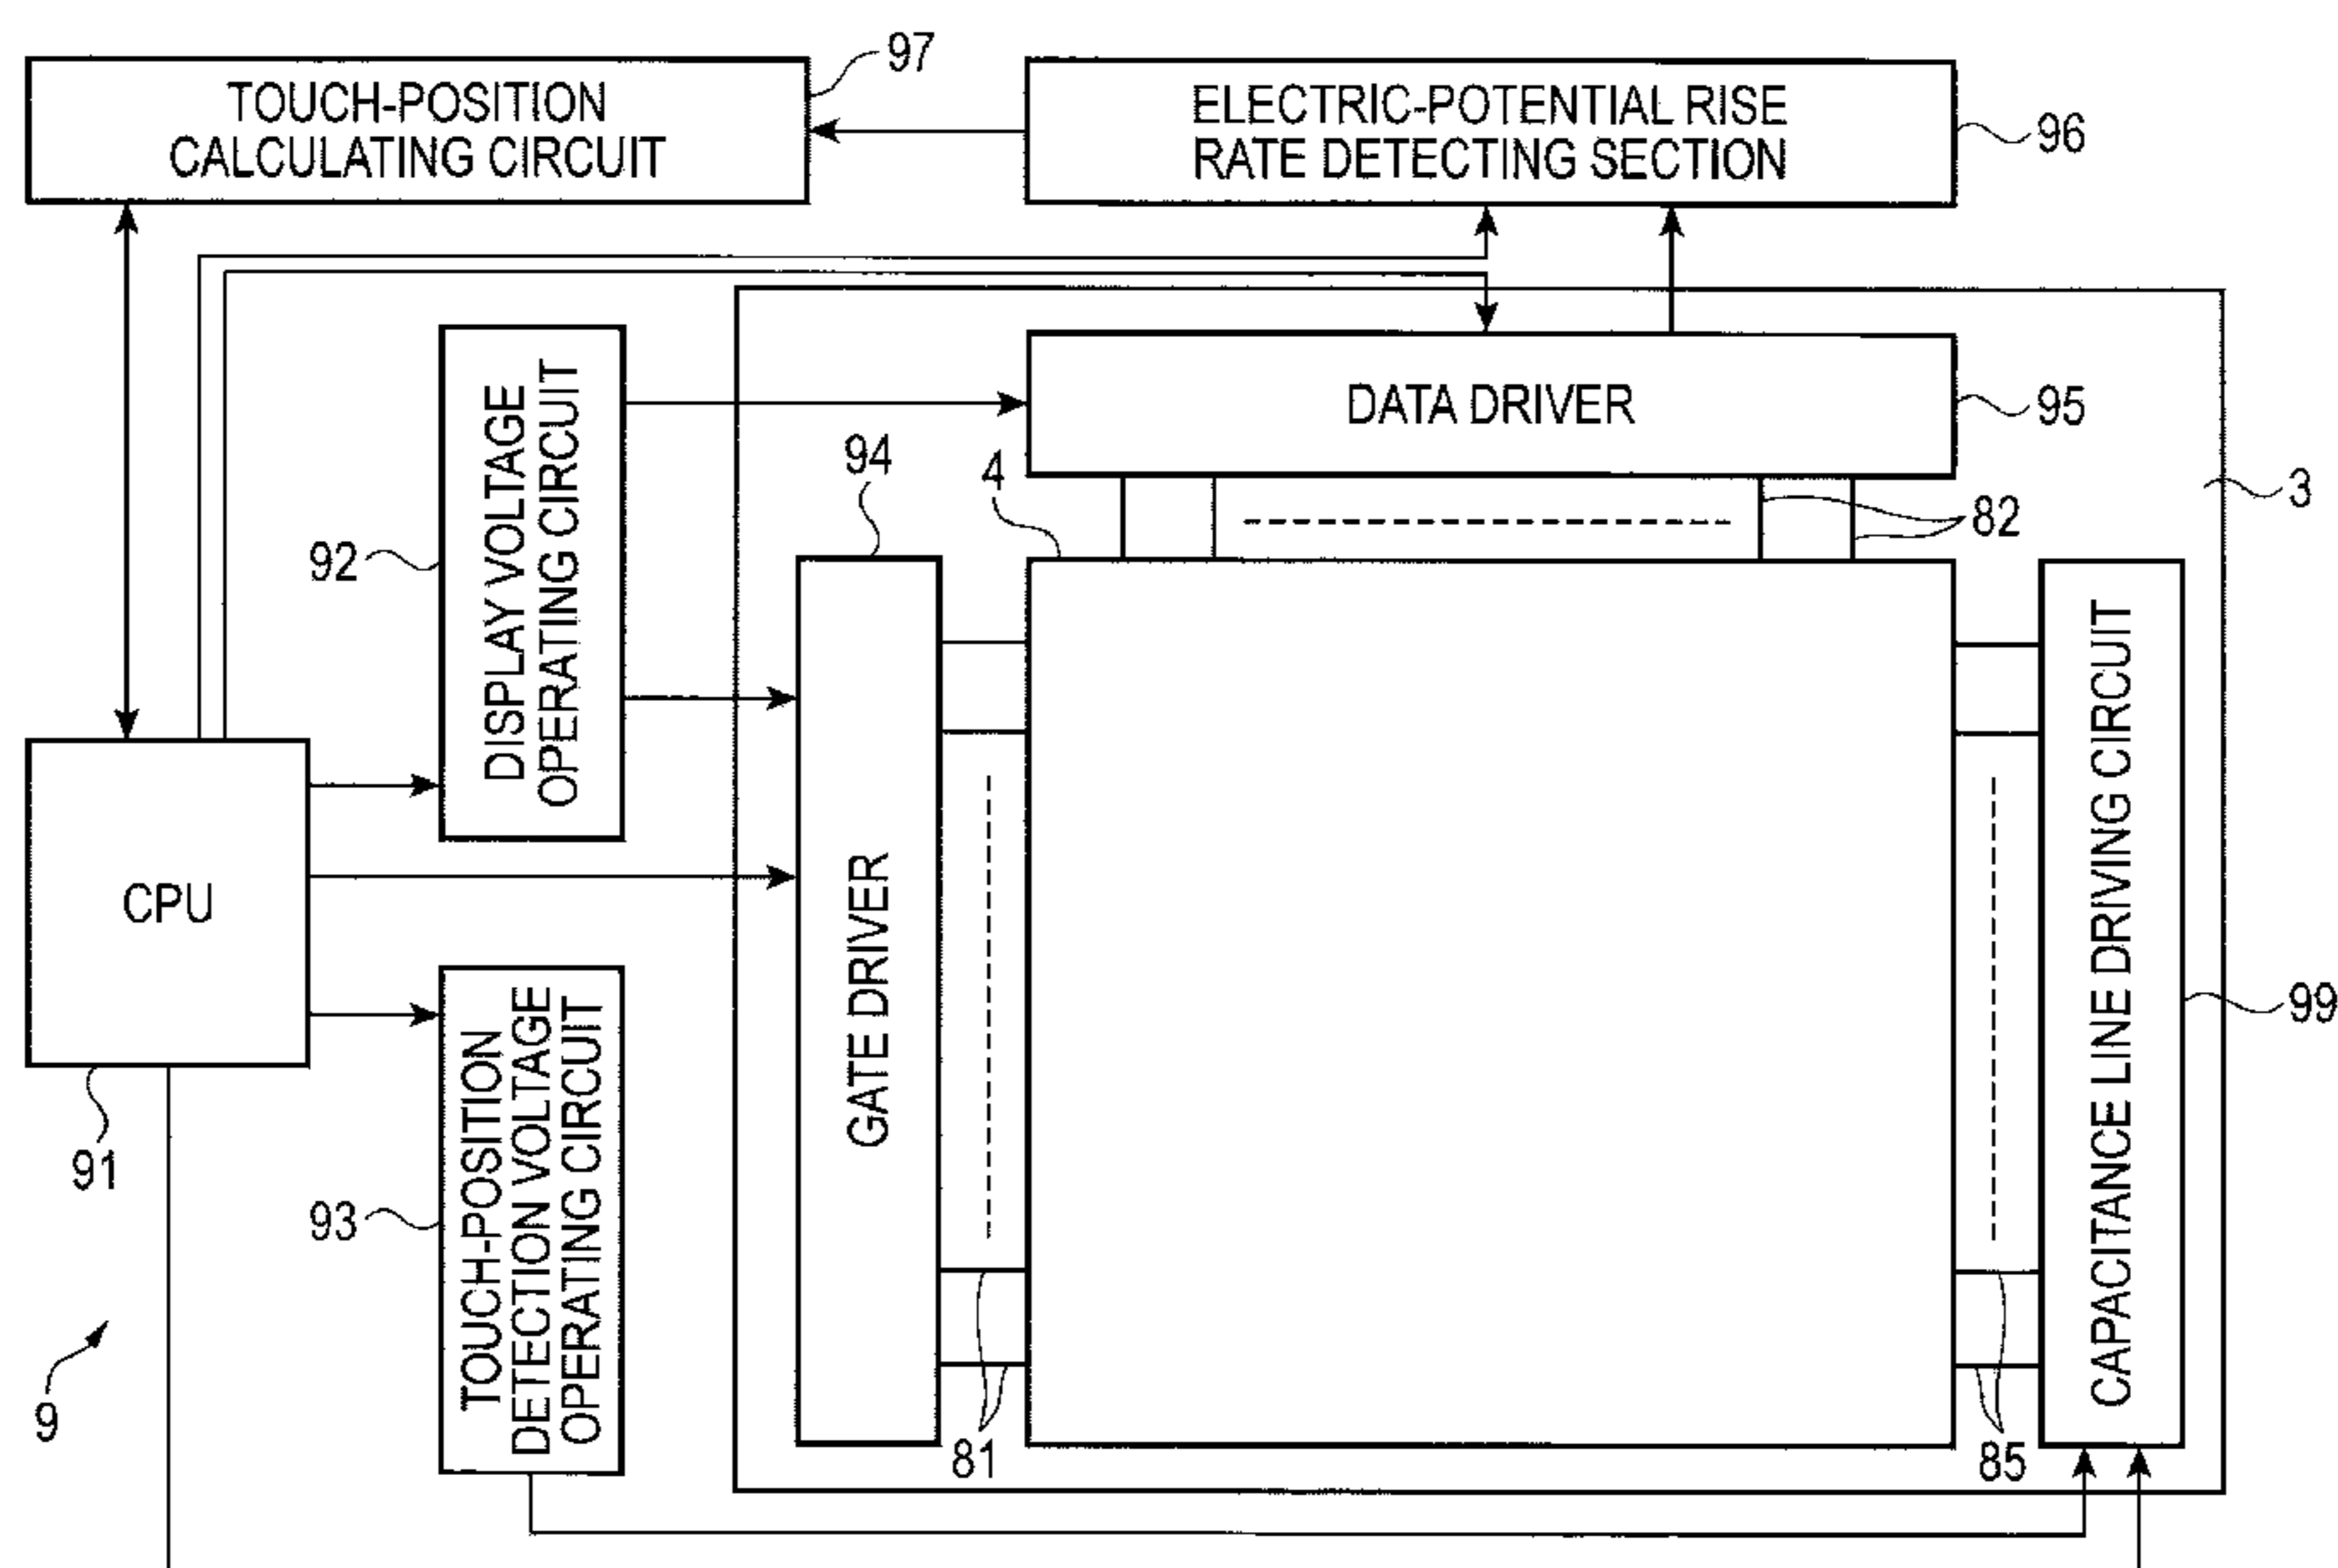 97
TOUCH-POSITION
CALCULATING CIRCUIT
ELECTRIC-POTENTIAL RISE
RATE DETECTING SECTION
96
DISPLAY VOLTAGE
OPERATING CIRCUIT
92
DATA DRIVER
95
94
4
82
3
CPU
91
GATE DRIVER
CAPACITANCE LINE DRIVING CIRCUIT
99
TOUCH-POSITION
DETECTION VOLTAGE
OPERATING CIRCUIT
93
9
81
85